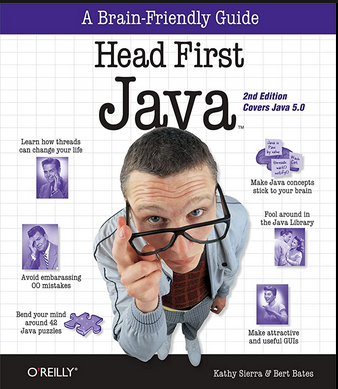 A Brain-Friendly Guide
Head First
Java™
2nd Edition
Covers Java 5.0
Learn how threads
can change your life
Make Java concepts
stick to your brain
Fool around in
the Java Library
Avoid embarassing
OO mistakes
Bend your mind
around 42
Java puzzles
Make attractive
and useful GUIs
O'REILLY®
Kathy Sierra & Bert Bates